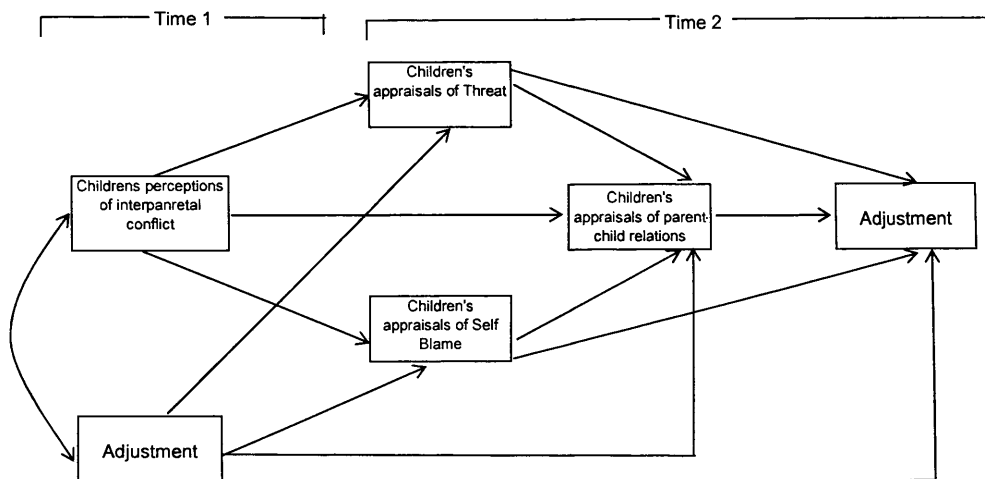 Time 1
Time 2
Children's
appraisals of Threat
Childrens perceptions
of interpanretal
conflict
Children's
appraisals of parent-
child relations
Adjustment
Children's
appraisals of Self
Blame
Adjustment